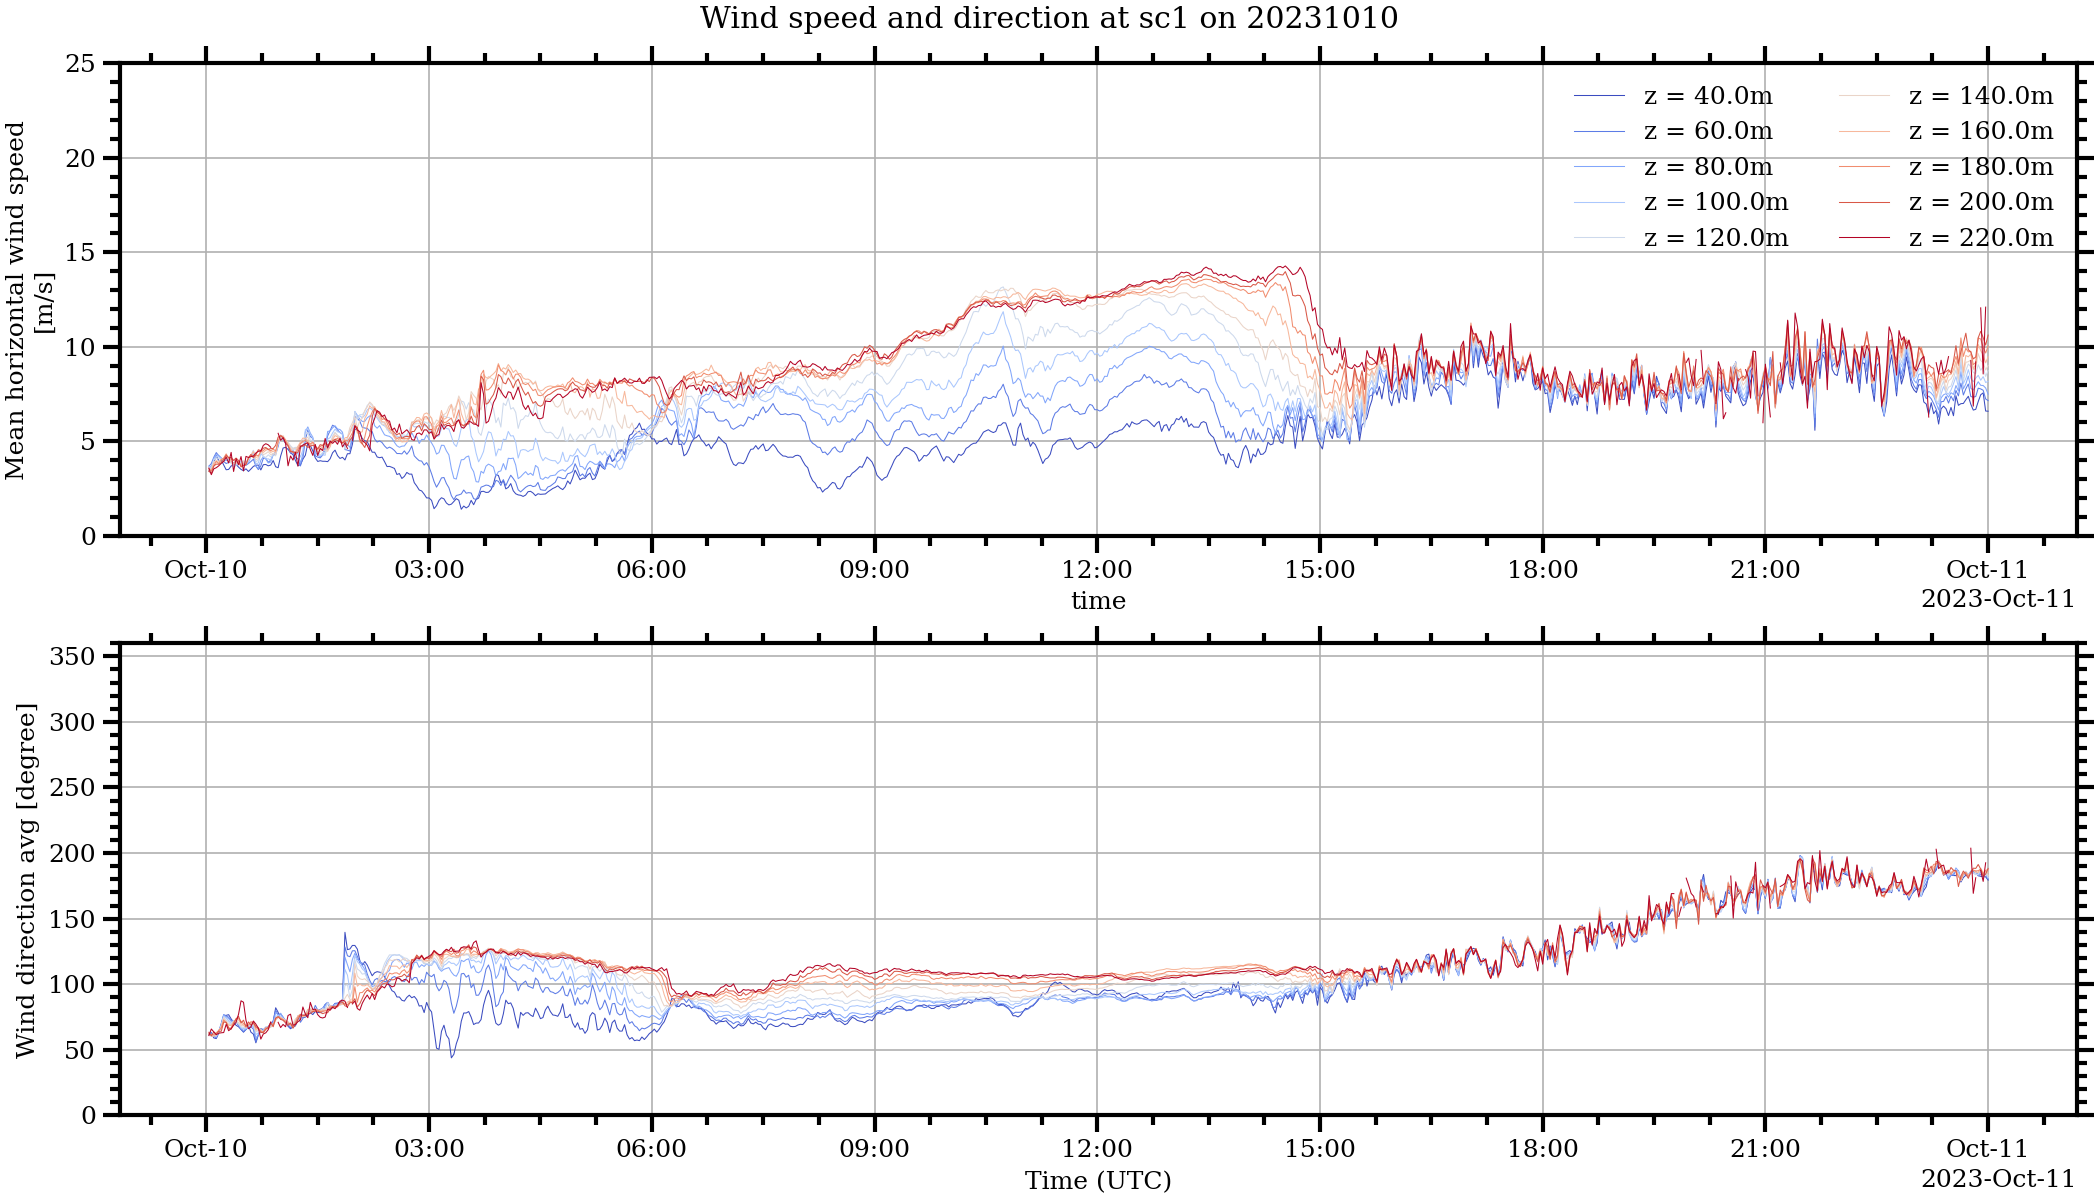 Wind speed and direction at sc1 on 20231010
Mean horizontal wind speed
[m/s]
25
20
15
10
5
0
z = 40.0m
z = 60.0m
z = 80.0m
z = 100.0m
z = 120.0m
z = 140.0m
z = 160.0m
z = 180.0m
z = 200.0m
z = 220.0m
Oct-10 03:00 06:00 09:00 12:00 15:00 18:00 21:00 Oct-11
time
2023-Oct-11
Wind direction avg [degree]
350
300
250
200
150
100
50
0
Oct-10 03:00 06:00 09:00 12:00 15:00 18:00 21:00 Oct-11
Time (UTC)
2023-Oct-11